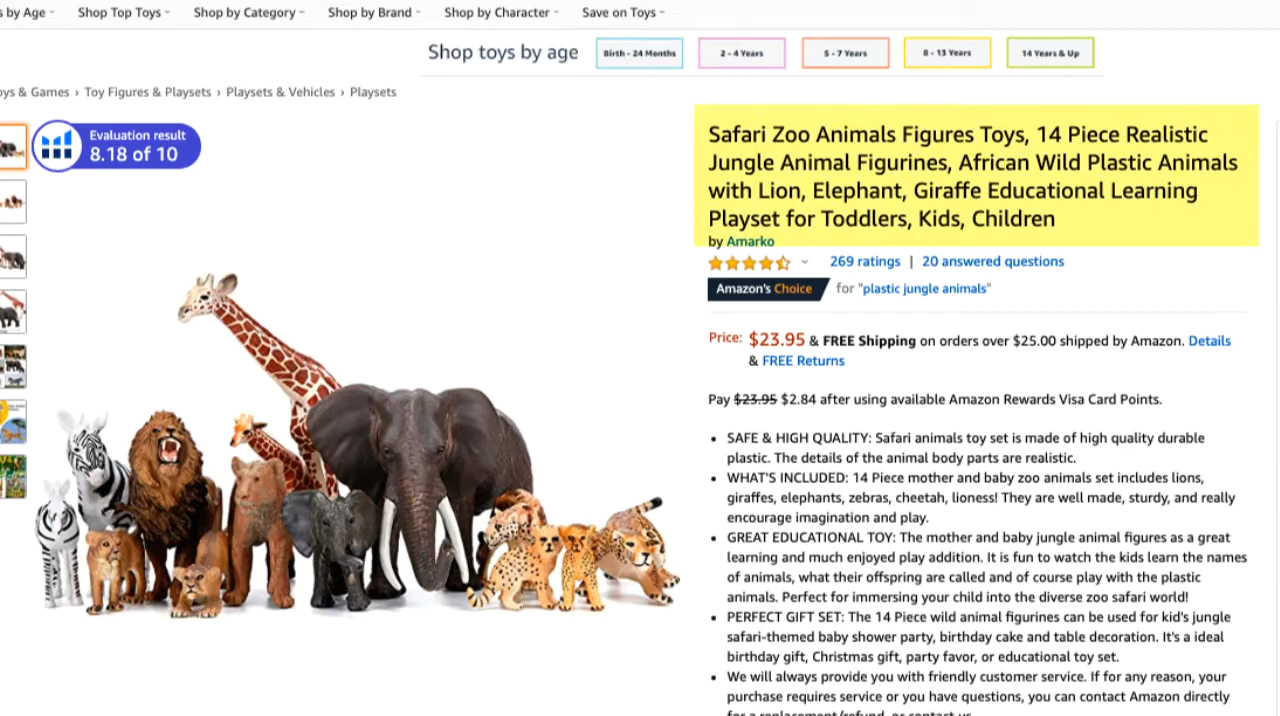 s by Age
Shop Top Toys
Shop by Category
Shop by Brand
Shop by Character
Save on Toys
Shop toys by age
Birth - 24 Months
2 - 4 Years
5 - 7 Years
8 - 13 Years
14 Years & Up
oys & Games › Toy Figures & Playsets › Playsets & Vehicles › Playsets
Evaluation result
8.18 of 10
Safari Zoo Animals Figures Toys, 14 Piece Realistic
Jungle Animal Figurines, African Wild Plastic Animals
with Lion, Elephant, Giraffe Educational Learning
Playset for Toddlers, Kids, Children
by Amarko
269 ratings | 20 answered questions
Amazon's Choice for "plastic jungle animals"
Price: $23.95 & FREE Shipping on orders over $25.00 shipped by Amazon. Details
& FREE Returns
Pay $23.95 $2.84 after using available Amazon Rewards Visa Card Points.
• SAFE & HIGH QUALITY: Safari animals toy set is made of high quality durable
plastic. The details of the animal body parts are realistic.
• WHAT'S INCLUDED: 14 Piece mother and baby zoo animals set includes lions,
giraffes, elephants, zebras, cheetah, lioness! They are well made, sturdy, and really
encourage imagination and play.
• GREAT EDUCATIONAL TOY: The mother and baby jungle animal figures as a great
learning and much enjoyed play addition. It is fun to watch the kids learn the names
of animals, what their offspring are called and of course play with the plastic
animals. Perfect for immersing your child into the diverse zoo safari world!
• PERFECT GIFT SET: The 14 Piece wild animal figurines can be used for kid's jungle
safari-themed baby shower party, birthday cake and table decoration. It's a ideal
birthday gift, Christmas gift, party favor, or educational toy set.
• We will always provide you with friendly customer service. If for any reason, your
purchase requires service or you have questions, you can contact Amazon directly
for a replacement/refund, or contact us.